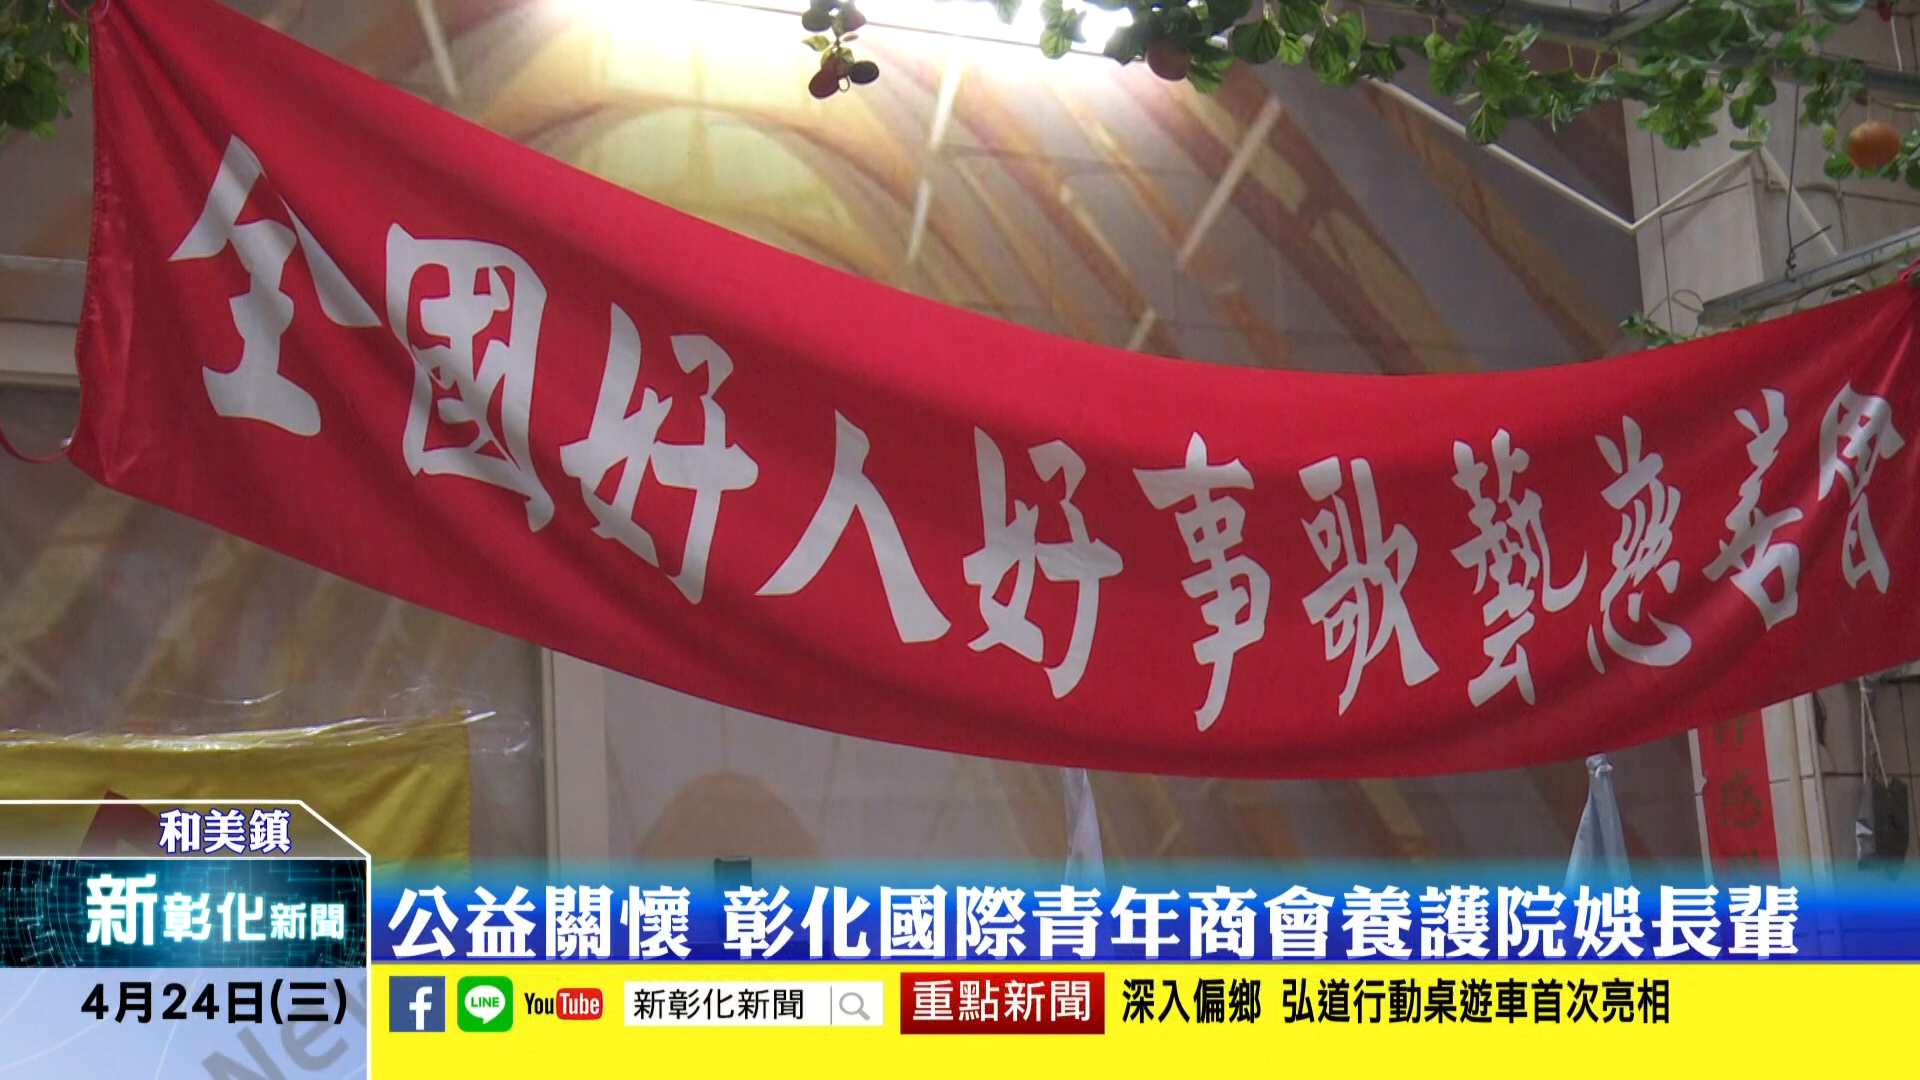 全國好人好事歌藝慈善會
感
和美鎮
新彰化新聞
公益關懷 彰化國際青年商會養護院娛長輩
4月24日(三)
LINE
YouTube
新彰化新聞
重點新聞
深入偏鄉 弘道行動桌遊車首次亮相